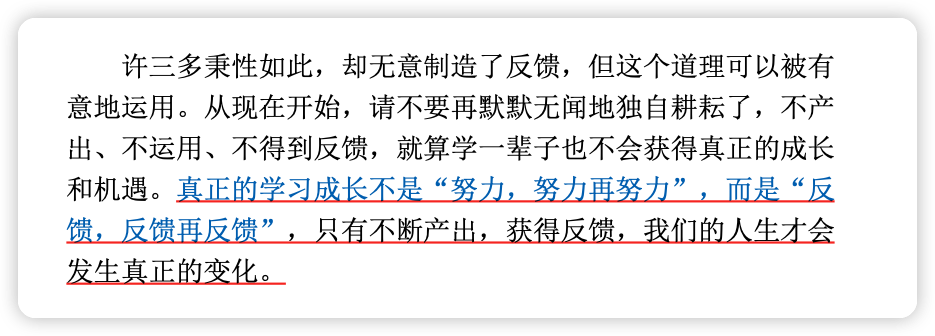 许三多秉性如此，却无意制造了反馈，但这个道理可以被有
意地运用。从现在开始，请不要再默默无闻地独自耕耘了，不产
出、不运用、不得到反馈，就算学一辈子也不会获得真正的成长
和机遇。真正的学习成长不是“努力，努力再努力”，而是“反
馈，反馈再反馈”，只有不断产出，获得反馈，我们的人生才会
发生真正的变化。